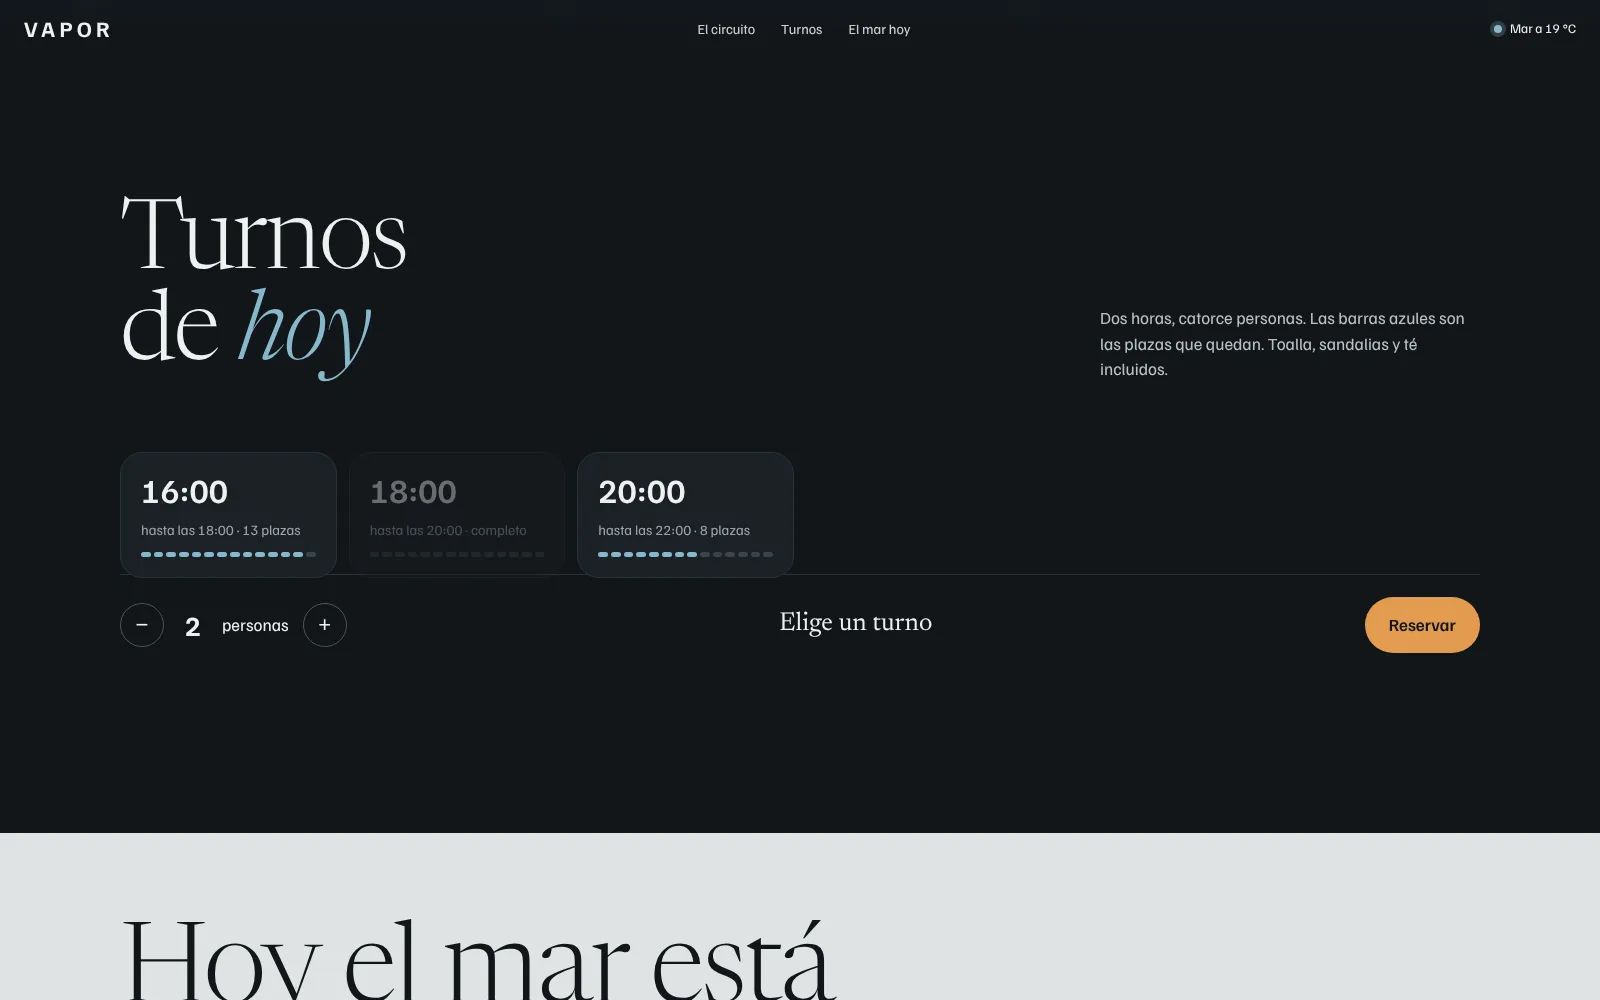 VAPOR
El circuito
Turnos
El mar hoy
Mar a 19 °C
Turnos
de hoy
Dos horas, catorce personas. Las barras azules son
las plazas que quedan. Toalla, sandalias y té
incluidos.
16:00
hasta las 18:00 · 13 plazas
18:00
hasta las 20:00 · completo
20:00
hasta las 22:00 · 8 plazas
− 2 personas +
Elige un turno
Reservar
Hoy el mar está